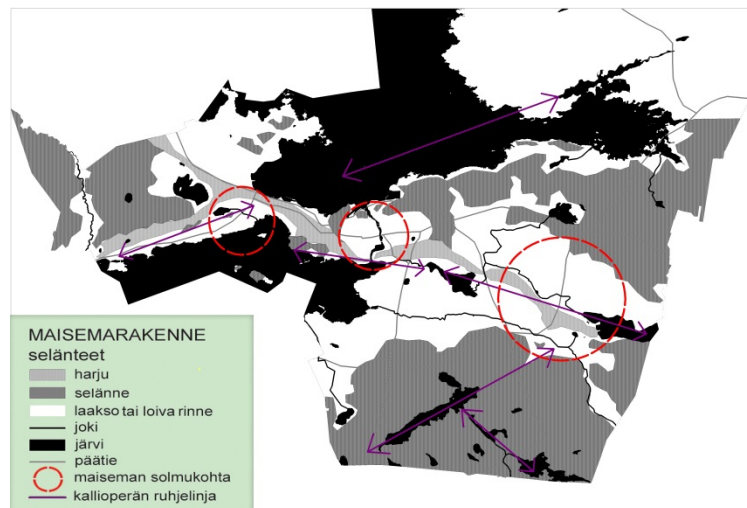 MAISEMARAKENNE
selänteet
harju
selänne
laakso tai loiva rinne
joki
järvi
päätie
maiseman solmukohta
kallioperän ruhjelinja